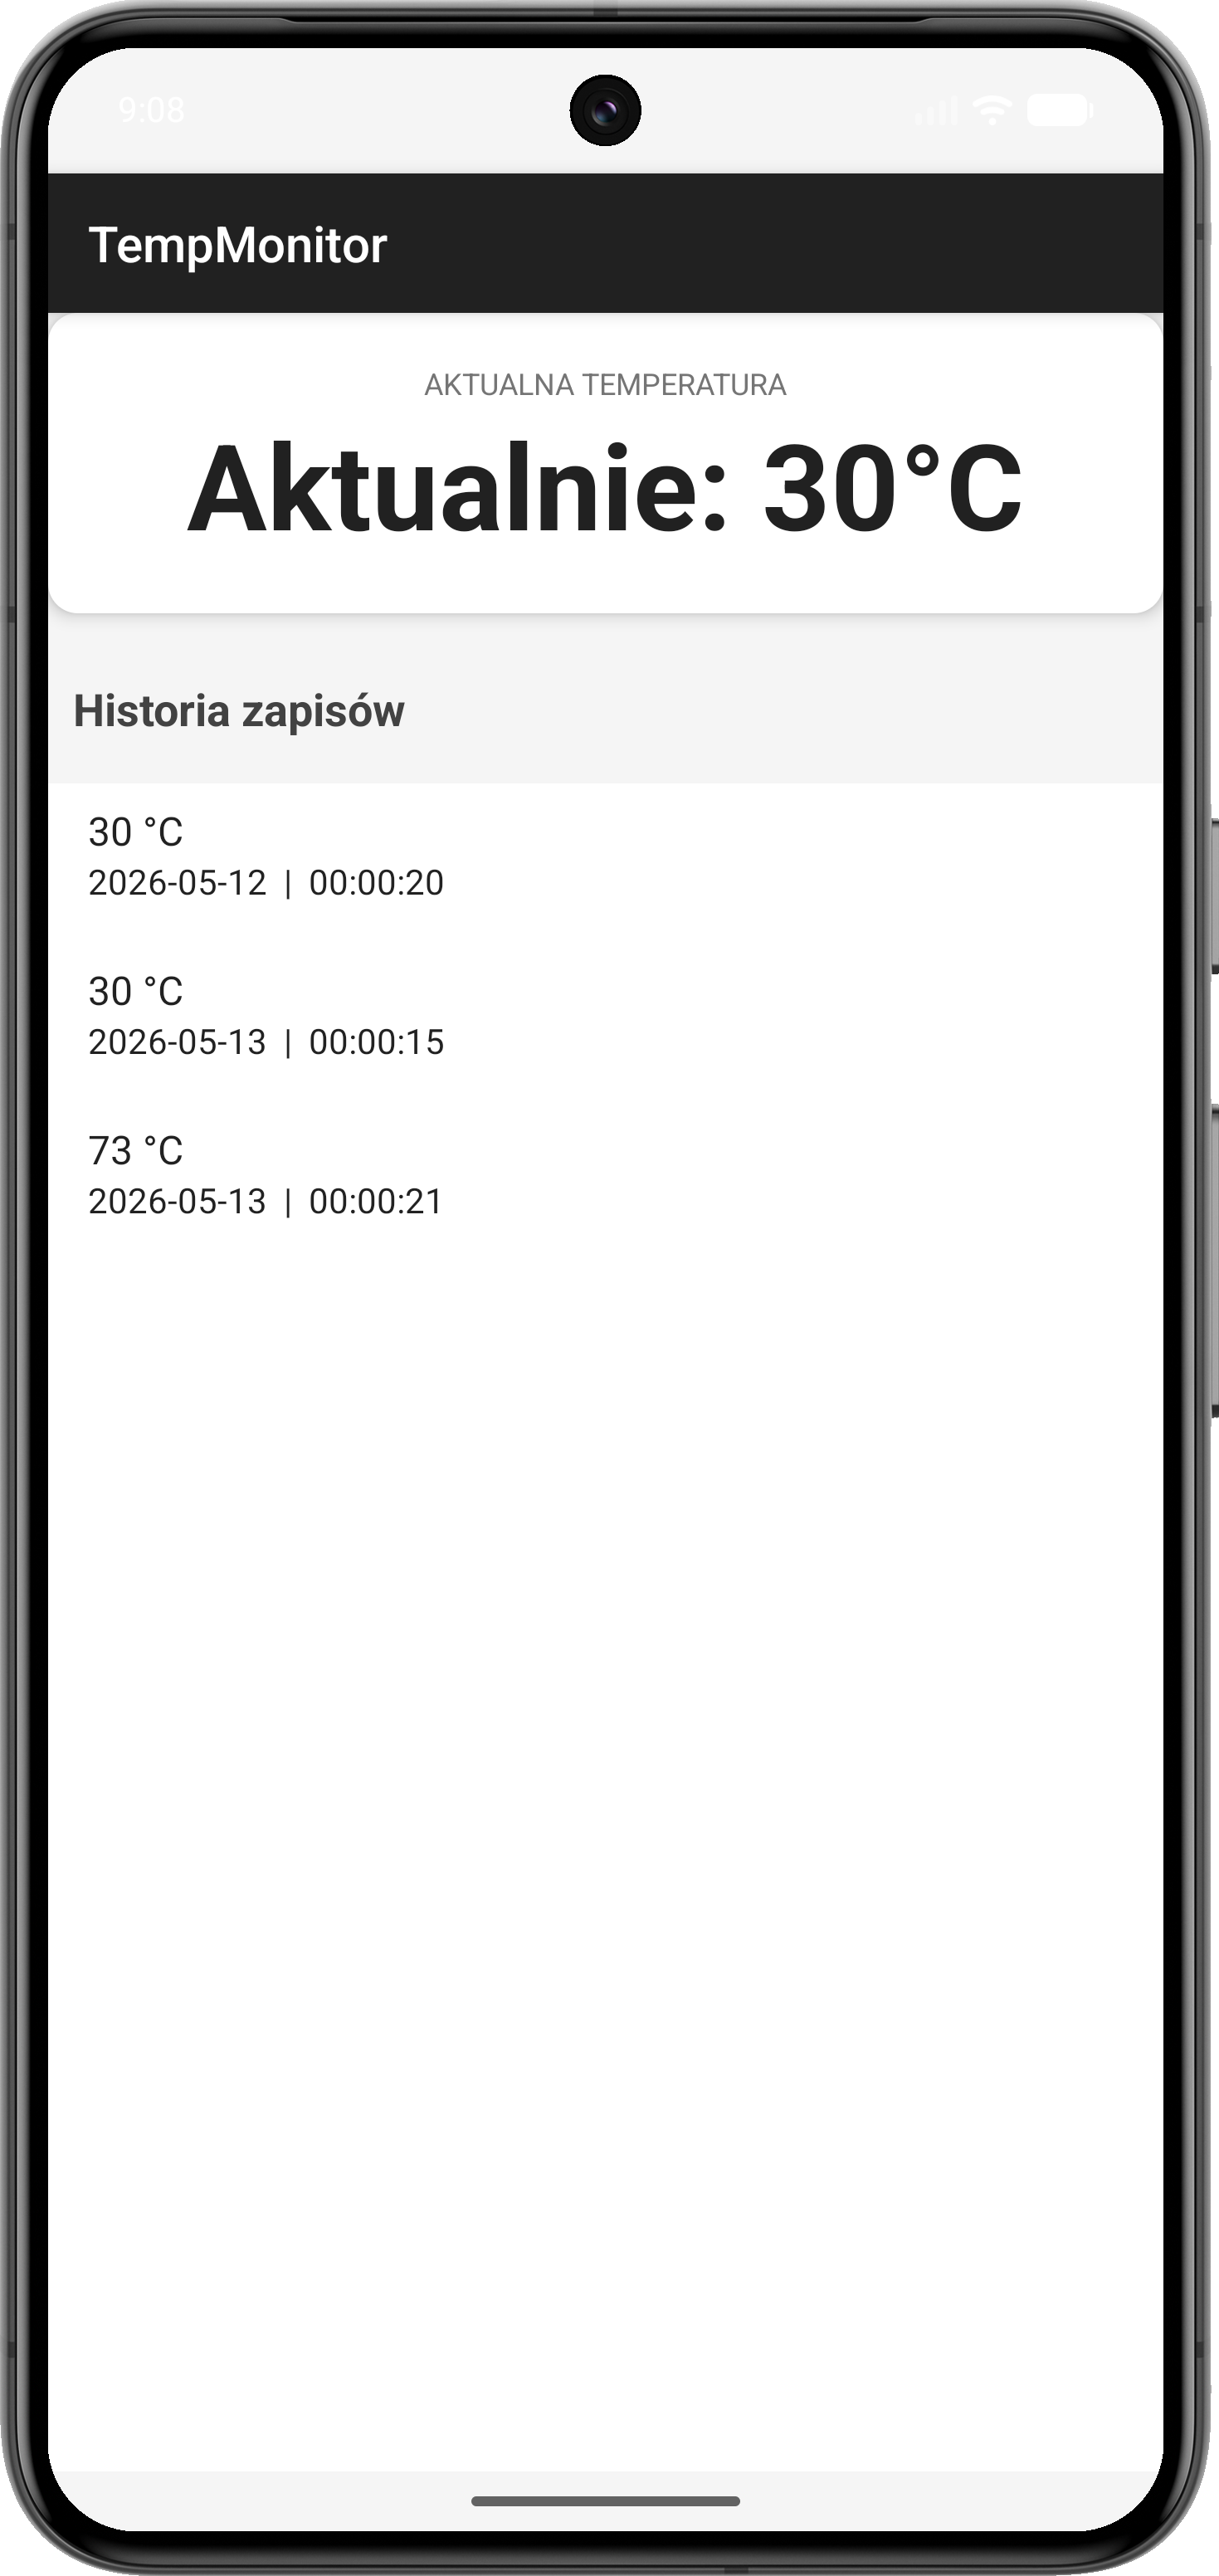 9:08
TempMonitor
AKTUALNA TEMPERATURA
Aktualnie: 30°C
Historia zapisów
30 °C
2026-05-12 | 00:00:20
30 °C
2026-05-13 | 00:00:15
73 °C
2026-05-13 | 00:00:21